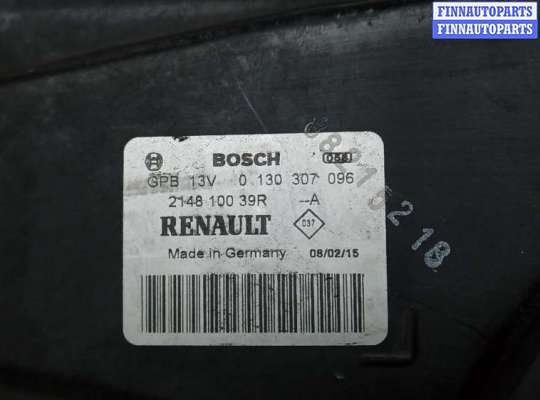 FINNAUTOPARTS
FINNAUTOPARTS
BOSCH 058
GPB 13V 0 130 307 096
2148 100 39R --A
RENAULT 037
Made in Germany 08/02/15